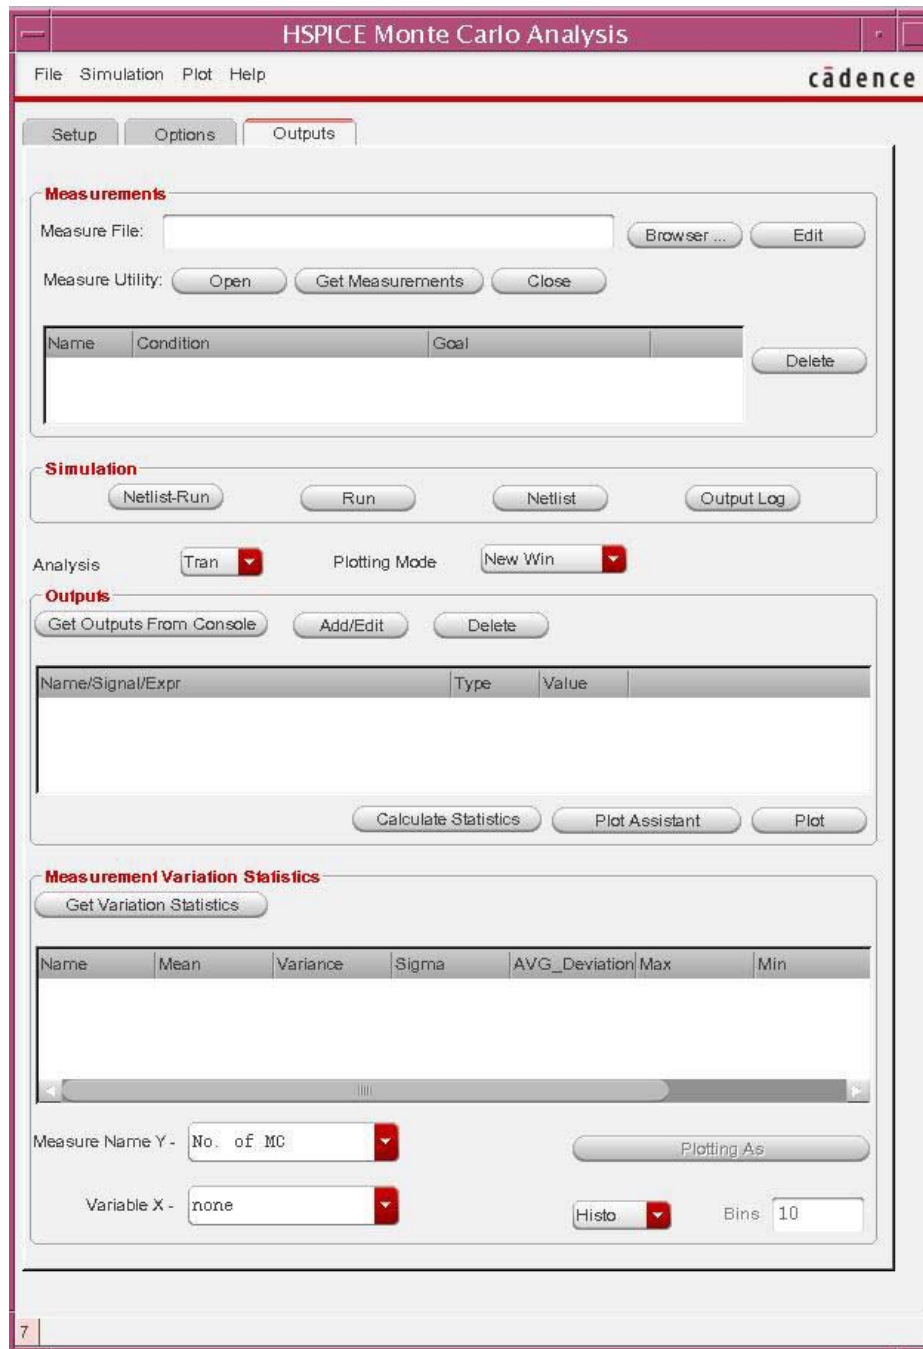 HSPICE Monte Carlo Analysis
File Simulation Plot Help
cādence
Setup Options Outputs
Measurements
Measure File: Browser ... Edit
Measure Utility: Open Get Measurements Close
Name Condition Goal
Delete
Simulation
Netlist-Run Run Netlist Output Log
Analysis Tran Plotting Mode New Win
Outputs
Get Outputs From Console Add/Edit Delete
Name/Signal/Expr Type Value
Calculate Statistics Plot Assistant Plot
Measurement Variation Statistics
Get Variation Statistics
Name Mean Variance Sigma AVG_Deviation Max Min
Measure Name Y - No. of MC Plotting As
Variable X - none Histo Bins 10
7